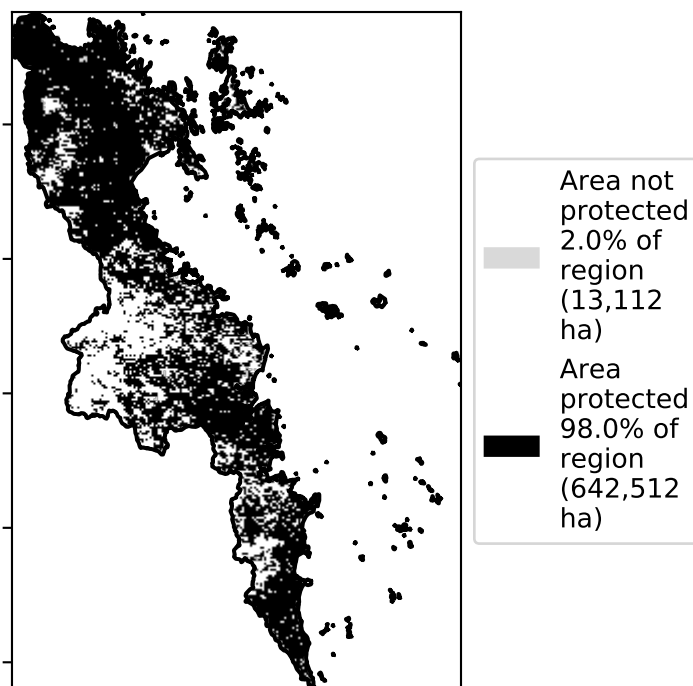 Area not
protected
2.0% of
region
(13,112
ha)
Area
protected
98.0% of
region
(642,512
ha)